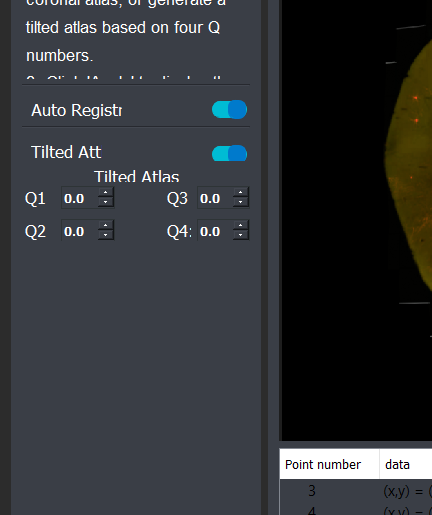 coronal atlas, or generate a
tilted atlas based on four Q
numbers.
Auto Registr
Tilted Att
Tilted Atlas
Q1 0.0 Q3 0.0
Q2 0.0 Q4: 0.0
Point number data
3 (x,y) = (
4 (x,y) = (